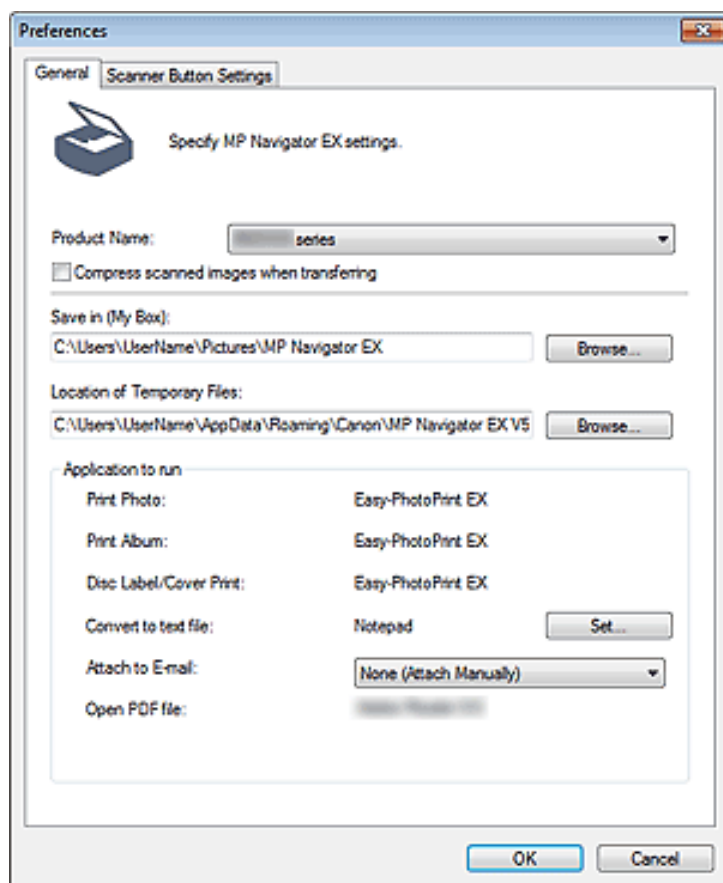 Preferences
General Scanner Button Settings
Specify MP Navigator EX settings.
Product Name: series
Compress scanned images when transferring
Save in (My Box):
C:\Users\UserName\Pictures\MP Navigator EX Browse...
Location of Temporary Files:
C:\Users\UserName\AppData\Roaming\Canon\MP Navigator EX V5 Browse...
Application to run
Print Photo: Easy-PhotoPrint EX
Print Album: Easy-PhotoPrint EX
Disc Label/Cover Print: Easy-PhotoPrint EX
Convert to text file: Notepad Set...
Attach to E-mail: None (Attach Manually)
Open PDF file:
OK Cancel